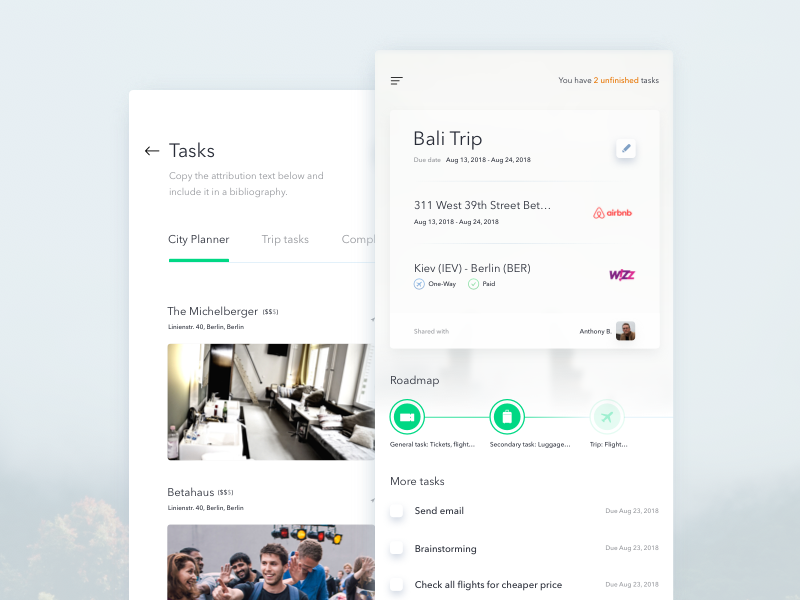 Tasks
Copy the attribution text below and
include it in a bibliography.
City Planner
Trip tasks
Compl
The Michelberger ($$$)
Linienstr. 40, Berlin, Berlin
Betahaus ($$$)
Linienstr. 40, Berlin, Berlin
You have 2 unfinished tasks
Bali Trip
Due date Aug 13, 2018 - Aug 24, 2018
311 West 39th Street Bet...
Aug 13, 2018 - Aug 24, 2018
airbnb
Kiev (IEV) - Berlin (BER)
One-Way Paid
WIZZ
Shared with
Anthony B.
Roadmap
General task: Tickets, flight...
Secondary task: Luggage...
Trip: Flight...
More tasks
Send email Due Aug 23, 2018
Brainstorming Due Aug 23, 2018
Check all flights for cheaper price Due Aug 23, 2018